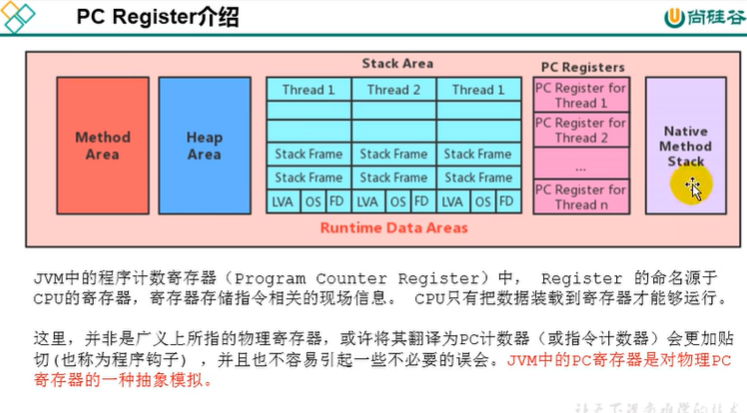 PC Register介绍
尚硅谷
Stack Area
PC Registers
Method Area
Heap Area
Thread 1 Thread 2 Thread 1
Stack Frame Stack Frame Stack Frame
Stack Frame Stack Frame Stack Frame
LVA OS FD LVA OS FD LVA OS FD
PC Register for Thread 1
PC Register for Thread 2
...
PC Register for Thread n
Native Method Stack
Runtime Data Areas
JVM中的程序计数寄存器（Program Counter Register）中， Register 的命名源于
CPU的寄存器，寄存器存储指令相关的现场信息。 CPU只有把数据装载到寄存器才能够运行。
这里，并非是广义上所指的物理寄存器，或许将其翻译为PC计数器（或指令计数器）会更加贴
切(也称为程序钩子) ，并且也不容易引起一些不必要的误会。JVM中的PC寄存器是对物理PC
寄存器的一种抽象模拟。